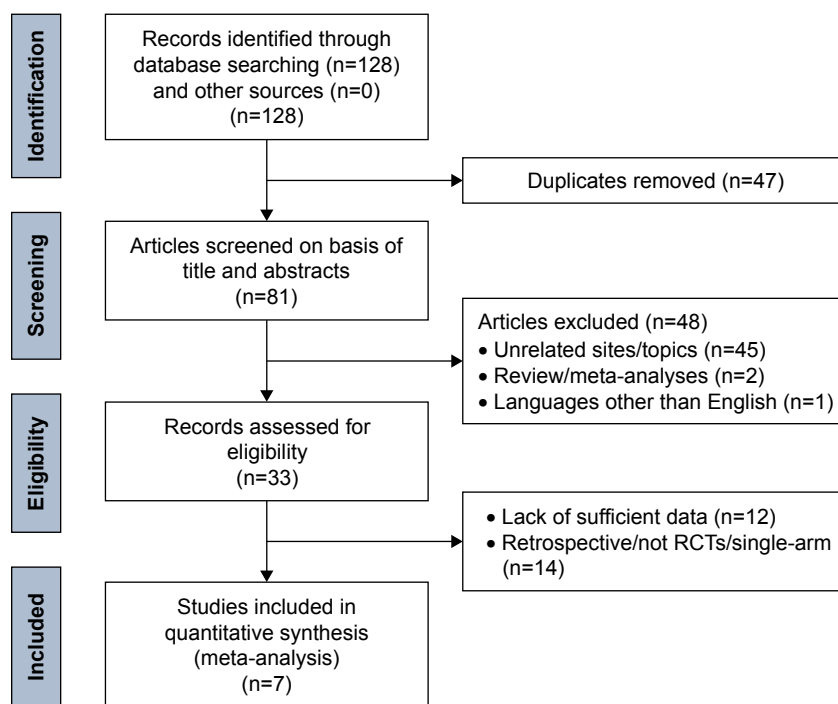 Identification
Records identified through
database searching (n=128)
and other sources (n=0)
(n=128)
Duplicates removed (n=47)
Screening
Articles screened on basis of
title and abstracts
(n=81)
Articles excluded (n=48)
• Unrelated sites/topics (n=45)
• Review/meta-analyses (n=2)
• Languages other than English (n=1)
Eligibility
Records assessed for
eligibility
(n=33)
• Lack of sufficient data (n=12)
• Retrospective/not RCTs/single-arm
(n=14)
Included
Studies included in
quantitative synthesis
(meta-analysis)
(n=7)